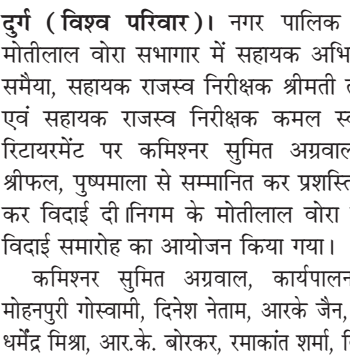 दुर्ग (विश्व परिवार)। नगर पालिक
मोतीलाल वोरा सभागार में सहायक अभि
समैया, सहायक राजस्व निरीक्षक श्रीमती
एवं सहायक राजस्व निरीक्षक कमल स्
रिटायरमेंट पर कमिश्नर सुमित अग्रवाल
श्रीफल, पुष्पमाला से सम्मानित कर प्रशस्ति
कर विदाई दी।निगम के मोतीलाल वोरा
विदाई समारोह का आयोजन किया गया।
कमिश्नर सुमित अग्रवाल, कार्यपालन
मोहनपुरी गोस्वामी, दिनेश नेताम, आरके जैन,
धर्मेंद्र मिश्रा, आर.के. बोरकर, रमाकांत शर्मा,